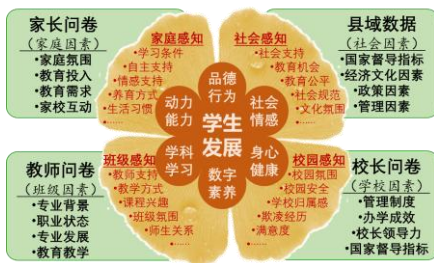 家长问卷
(家庭因素)
•家庭氛围
•教育投入
•教育需求
•家校互动
家庭感知
•学习条件
•自主支持
•情感支持
•养育方式
•生活习惯
•……
社会感知
•社会支持
•教育机会
•教育公平
•社会规范
•文化氛围
•……
县域数据
(社会因素)
•国家督导指标
•经济文化因素
•政策因素
•管理因素
品德
行为
动力
能力
社会
情感
学生
发展
学科
学习
身心
健康
数字
素养
教师问卷
(班级因素)
•专业背景
•职业状态
•专业发展
•教育教学
班级感知
•教师支持
•教学方式
•课程兴趣
•班级氛围
•师生关系
•……
校园感知
•校园氛围
•校园安全
•学校归属感
•欺凌经历
•满意度
•……
校长问卷
(学校因素)
•管理制度
•办学成效
•校长领导力
•国家督导指标